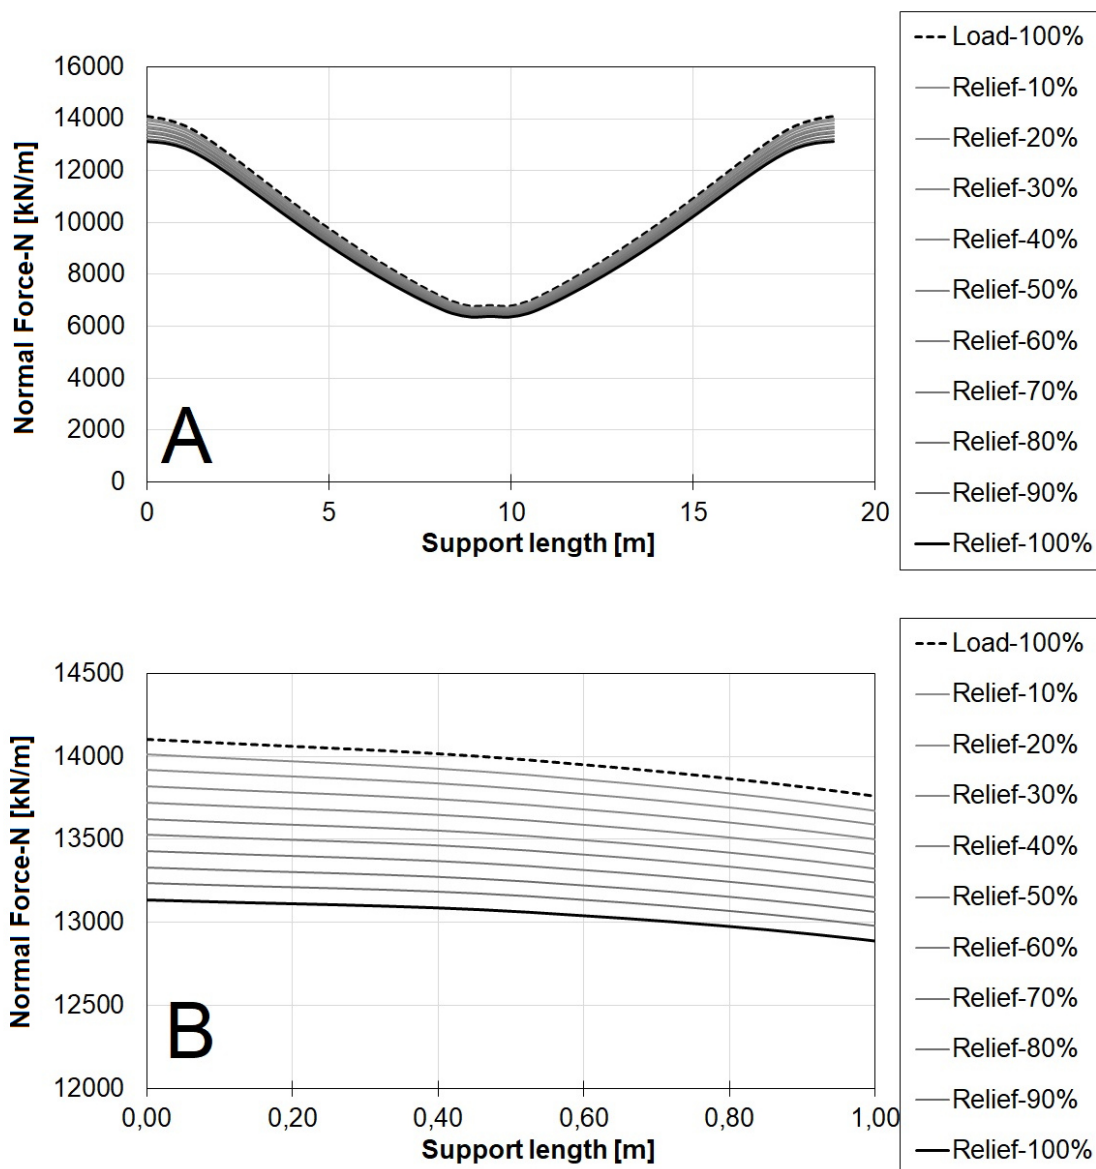 Load-100%
Relief-10%
Relief-20%
Relief-30%
Relief-40%
Relief-50%
Relief-60%
Relief-70%
Relief-80%
Relief-90%
Relief-100%
Normal Force-N [kN/m]
16000
14000
12000
10000
8000
6000
4000
2000
0
A
0 5 10 15 20
Support length [m]
Load-100%
Relief-10%
Relief-20%
Relief-30%
Relief-40%
Relief-50%
Relief-60%
Relief-70%
Relief-80%
Relief-90%
Relief-100%
Normal Force-N [kN/m]
14500
14000
13500
13000
12500
12000
B
0,00 0,20 0,40 0,60 0,80 1,00
Support length [m]